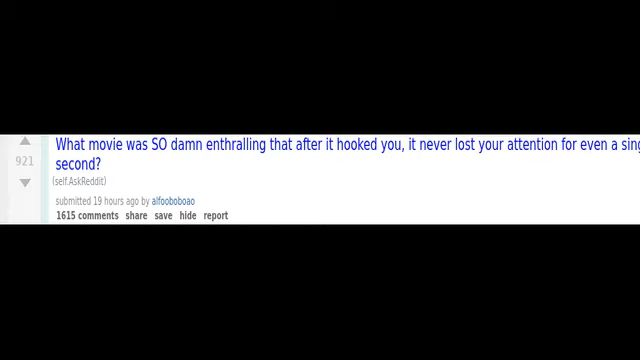 What movie was SO damn enthralling that after it hooked you, it never lost your attention for even a sing
second?
921
(self.AskReddit)
submitted 19 hours ago by alfooboboao
1615 comments share save hide report